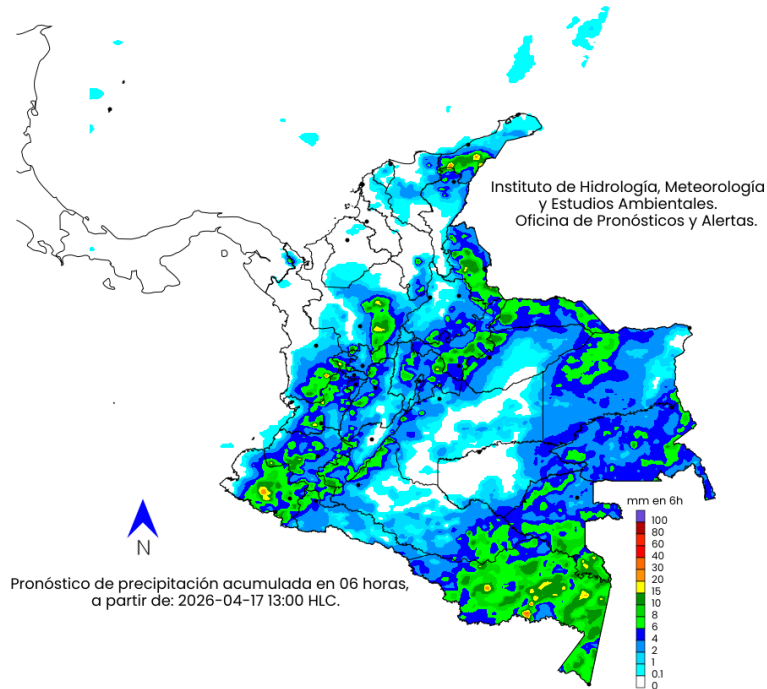 Instituto de Hidrología, Meteorología
y Estudios Ambientales.
Oficina de Pronósticos y Alertas.
mm en 6h
100
80
60
40
30
20
15
10
8
6
4
2
1
0,1
0
N
Pronóstico de precipitación acumulada en 06 horas,
a partir de: 2026-04-17 13:00 HLC.